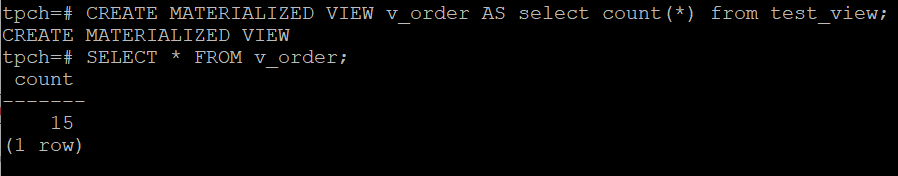 tpch=# CREATE MATERIALIZED VIEW v_order AS select count(*) from test_view;
CREATE MATERIALIZED VIEW
tpch=# SELECT * FROM v_order;
 count
-------
    15
(1 row)